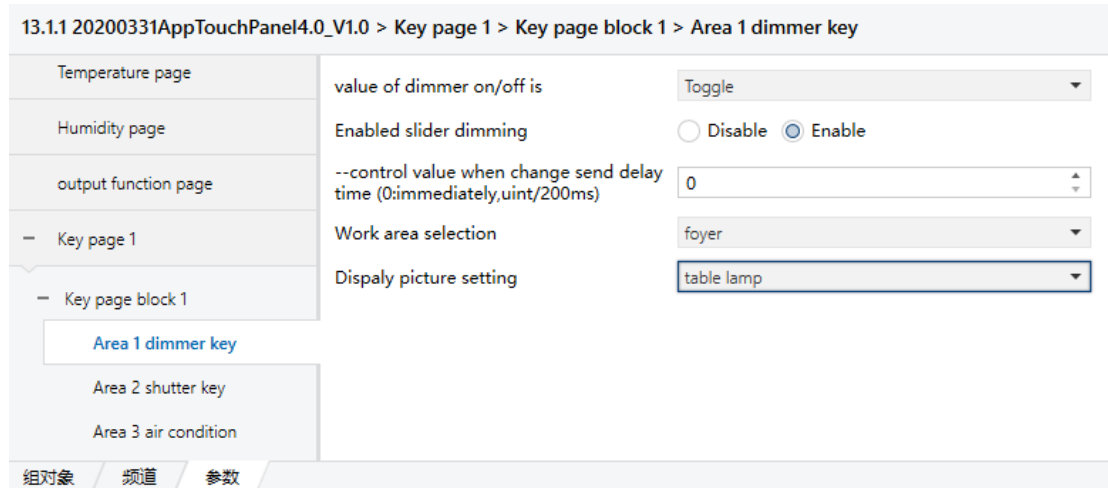 13.1.1 20200331AppTouchPanel4.0_V1.0 > Key page 1 > Key page block 1 > Area 1 dimmer key
Temperature page
Humidity page
output function page
Key page 1
Key page block 1
Area 1 dimmer key
Area 2 shutter key
Area 3 air condition
value of dimmer on/off is
Toggle
Enabled slider dimming
Disable
Enable
--control value when change send delay
time (0:immediately,uint/200ms)
0
Work area selection
foyer
Dispaly picture setting
table lamp
组对象
频道
参数